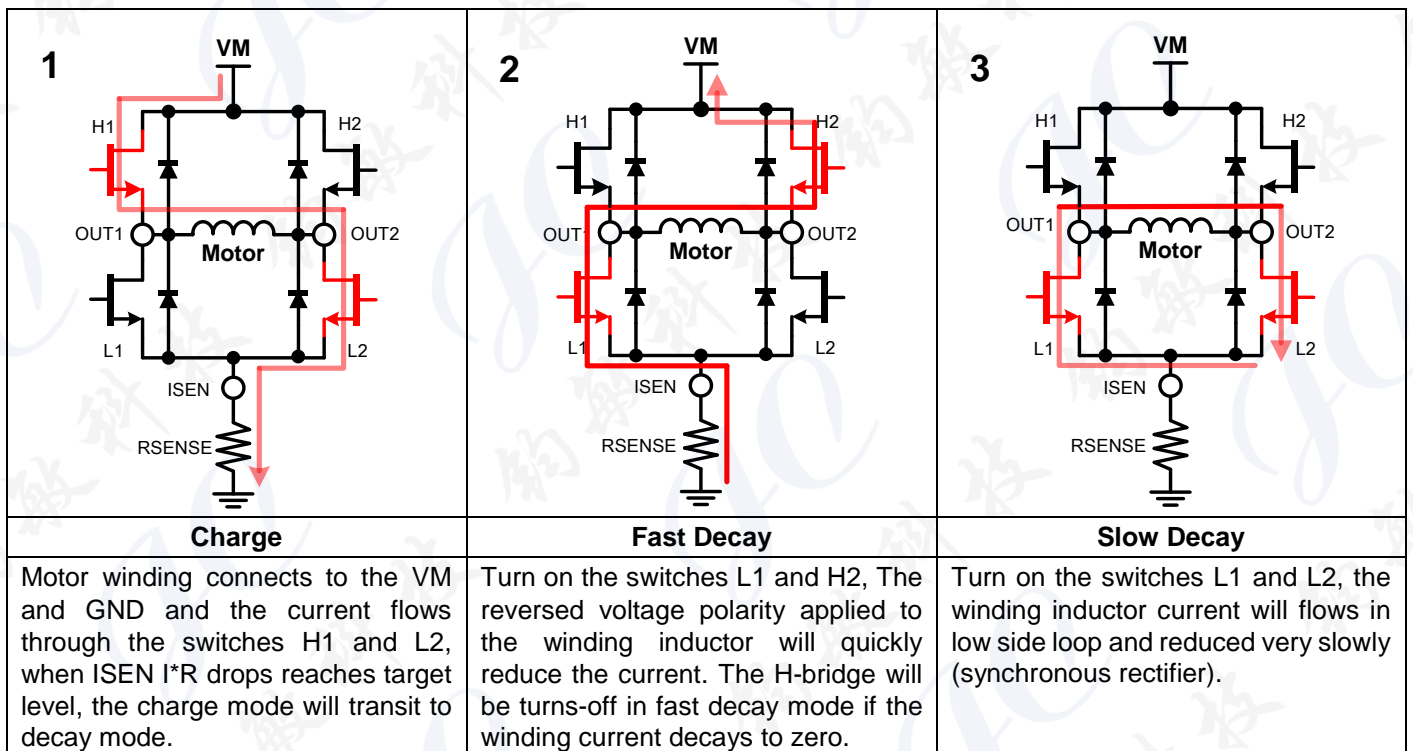 1
VM
H1
H2
OUT1
OUT2
Motor
L1
L2
ISEN
RSENSE
2
VM
H1
H2
OUT1
OUT2
Motor
L1
L2
ISEN
RSENSE
3
VM
H1
H2
OUT1
OUT2
Motor
L1
L2
ISEN
RSENSE
Charge
Motor winding connects to the VM
and GND and the current flows
through the switches H1 and L2,
when ISEN I*R drops reaches target
level, the charge mode will transit to
decay mode.
Fast Decay
Turn on the switches L1 and H2, The
reversed voltage polarity applied to
the winding inductor will quickly
reduce the current. The H-bridge will
be turns-off in fast decay mode if the
winding current decays to zero.
Slow Decay
Turn on the switches L1 and L2, the
winding inductor current will flows in
low side loop and reduced very slowly
(synchronous rectifier).